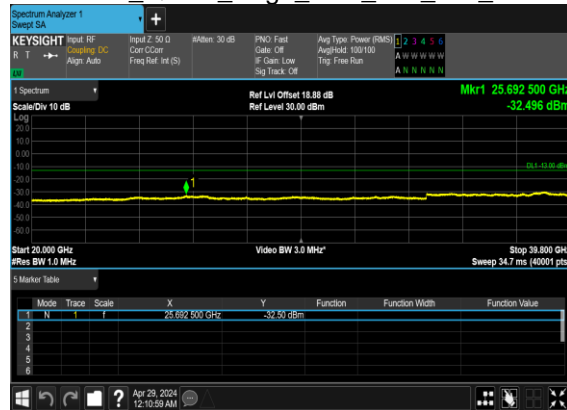 Spectrum Analyzer 1
Swept SA
KEYSIGHT Input: RF Input Z: 50 Ω #Atten: 30 dB PNO: Fast Avg Type: Power (RMS) 1 2 3 4 5 6
R T Coupling: DC Corr CCorr Gate: Off Avg|Hold: 100/100 A W W W W W
Align: Auto Freq Ref: Int (S) IF Gain: Low Trig: Free Run
LW Sig Track: Off A N N N N N
1 Spectrum Ref Lvl Offset 18.88 dB Mkr1 25.692 500 GHz
Scale/Div 10 dB Ref Level 30.00 dBm -32.496 dBm
Log
20.0
10.0
0.00
-10.0
DL1 -13.00 dBm
-20.0
1
-30.0
-40.0
-50.0
-60.0
Start 20.000 GHz Video BW 3.0 MHz* Stop 39.800 GHz
#Res BW 1.0 MHz Sweep 34.7 ms (40001 pts)
5 Marker Table
Mode Trace Scale X Y Function Function Width Function Value
1 N 1 f 25.692 500 GHz -32.50 dBm
2
3
4
5
6
? Apr 29, 2024
12:10:59 AM